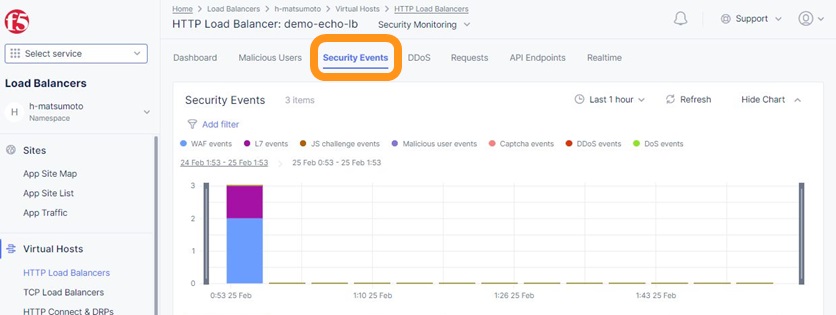 Home > Load Balancers > h-matsumoto > Virtual Hosts > HTTP Load Balancers
HTTP Load Balancer: demo-echo-lb Security Monitoring
Support
f5
Select service
Load Balancers
H
h-matsumoto
Namespace
Sites
App Site Map
App Site List
App Traffic
Virtual Hosts
HTTP Load Balancers
TCP Load Balancers
HTTP Connect & DRPs
Dashboard Malicious Users Security Events DDoS Requests API Endpoints Realtime
Security Events 3 items Last 1 hour Refresh Hide Chart
Add filter
WAF events L7 events JS challenge events Malicious user events Captcha events DDoS events DoS events
24 Feb 1:53 - 25 Feb 1:53 > 25 Feb 0:53 - 25 Feb 1:53
3
2
1
0
0:53 25 Feb 1:10 25 Feb 1:26 25 Feb 1:43 25 Feb